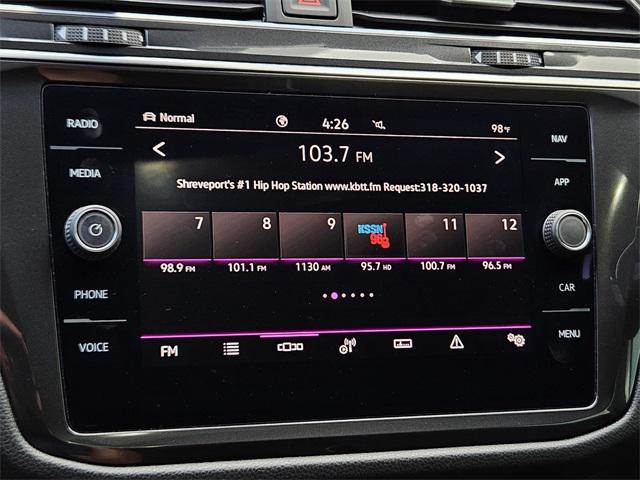 RADIO
MEDIA
PHONE
VOICE
Normal
4:26
98°F
103.7 FM
Shreveport's #1 Hip Hop Station www.kbtt.fm Request:318-320-1037
7 8 9 KSSN 96 11 12
98.9 FM 101.1 FM 1130 AM 95.7 HD 100.7 FM 96.5 FM
FM
NAV
APP
CAR
MENU